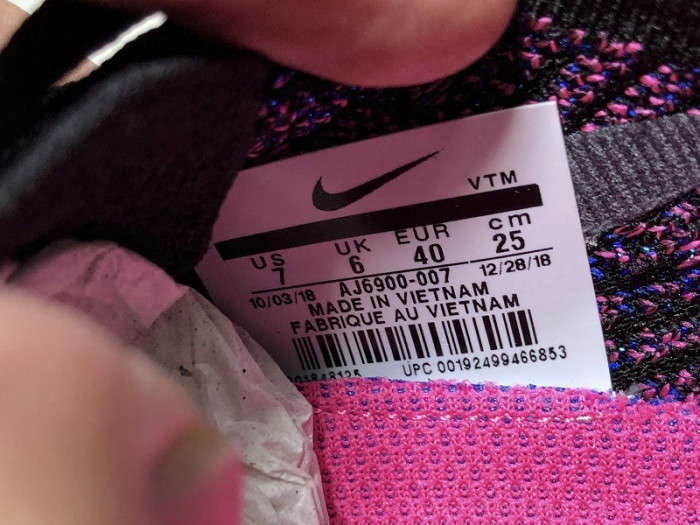 VTM
US UK EUR cm
7 6 40 25
10/03/18 AJ6900-007 12/28/18
MADE IN VIETNAM
FABRIQUE AU VIETNAM
UPC 00192499466853